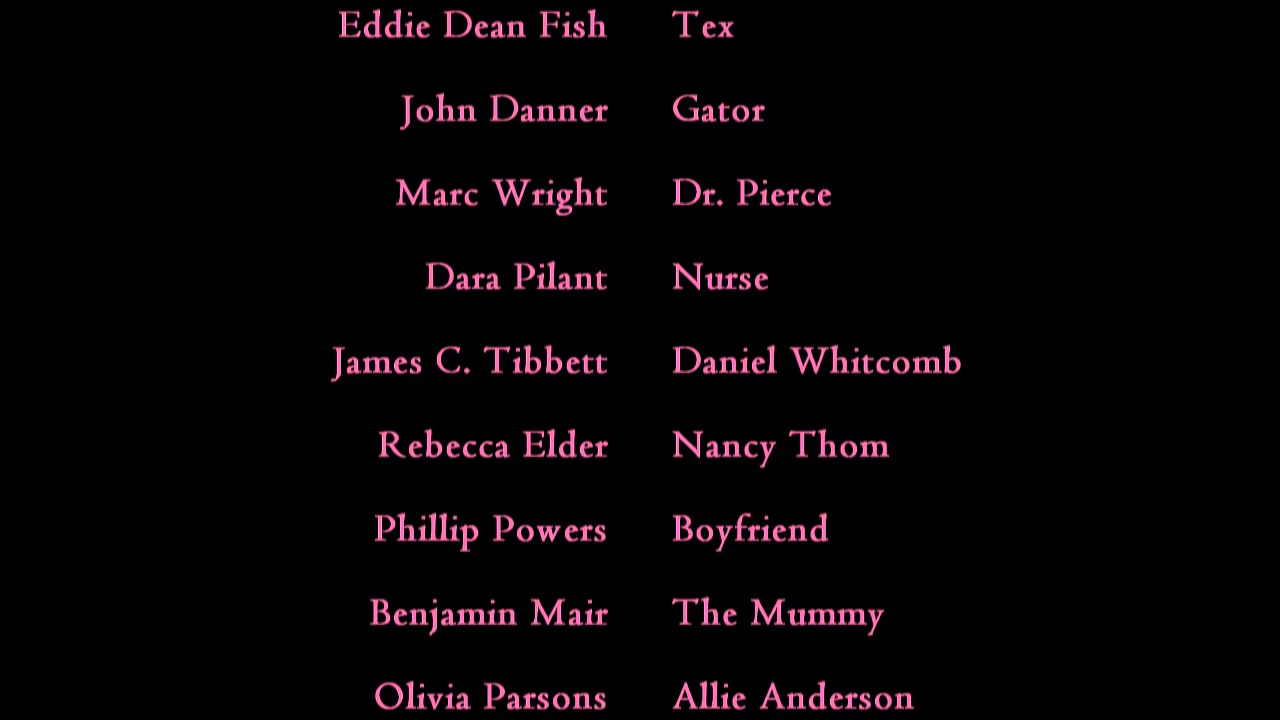 Eddie Dean Fish Tex
John Danner Gator
Marc Wright Dr. Pierce
Dara Pilant Nurse
James C. Tibbett Daniel Whitcomb
Rebecca Elder Nancy Thom
Phillip Powers Boyfriend
Benjamin Mair The Mummy
Olivia Parsons Allie Anderson